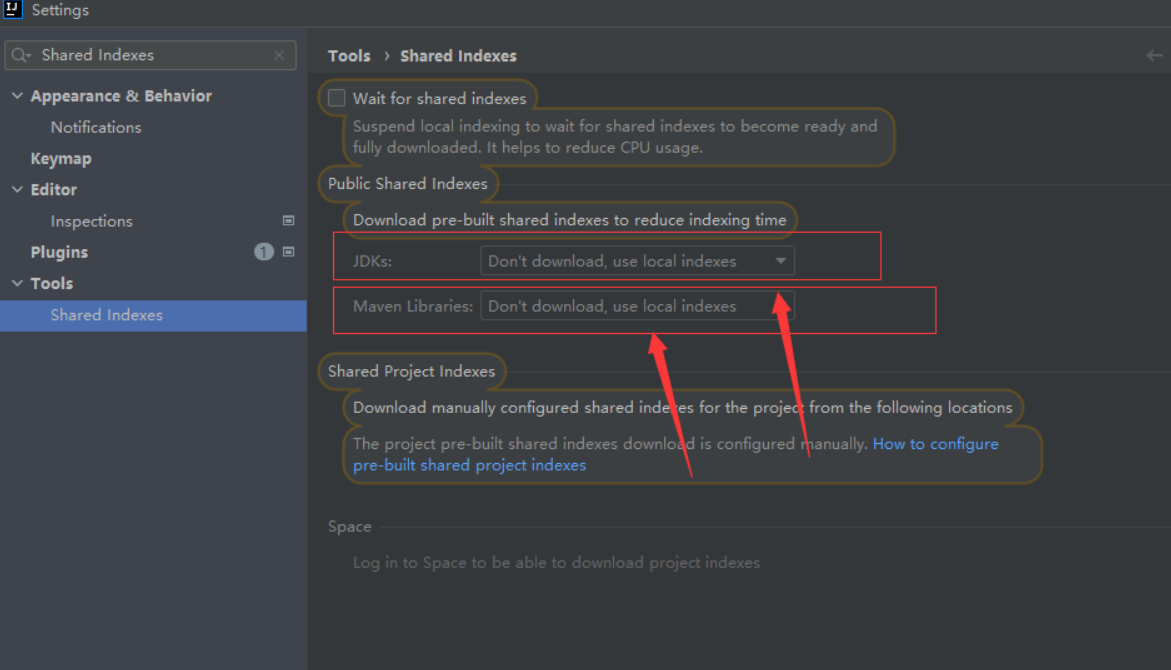 IJ
Settings
Shared Indexes
Appearance & Behavior
Notifications
Keymap
Editor
Inspections
Plugins
1
Tools
Shared Indexes
Tools › Shared Indexes
Wait for shared indexes
Suspend local indexing to wait for shared indexes to become ready and
fully downloaded. It helps to reduce CPU usage.
Public Shared Indexes
Download pre-built shared indexes to reduce indexing time
JDKs: Don't download, use local indexes
Maven Libraries: Don't download, use local indexes
Shared Project Indexes
Download manually configured shared indexes for the project from the following locations
The project pre-built shared indexes download is configured manually. How to configure
pre-built shared project indexes
Space
Log in to Space to be able to download project indexes